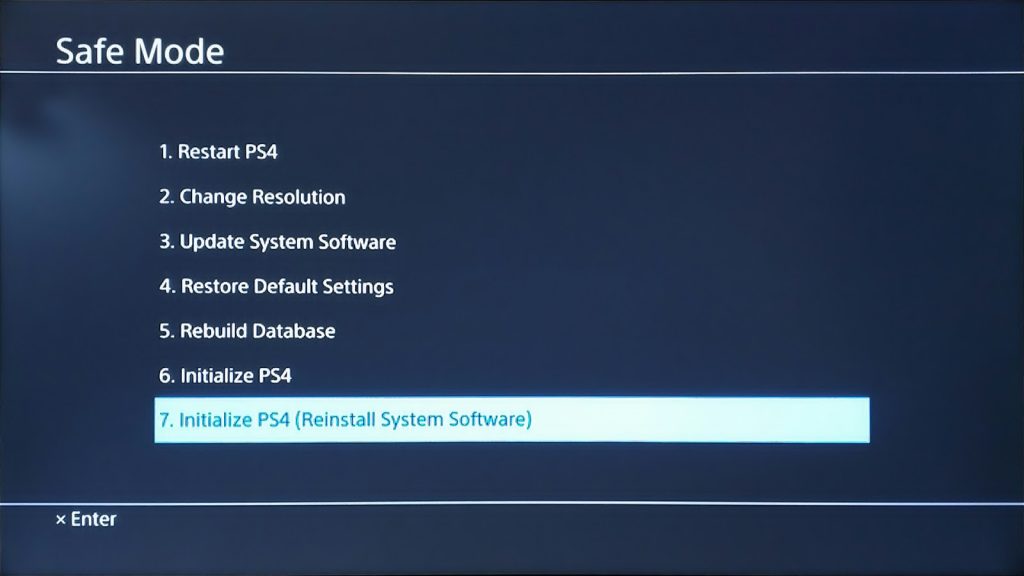 Safe Mode
1. Restart PS4
2. Change Resolution
3. Update System Software
4. Restore Default Settings
5. Rebuild Database
6. Initialize PS4
7. Initialize PS4 (Reinstall System Software)
× Enter